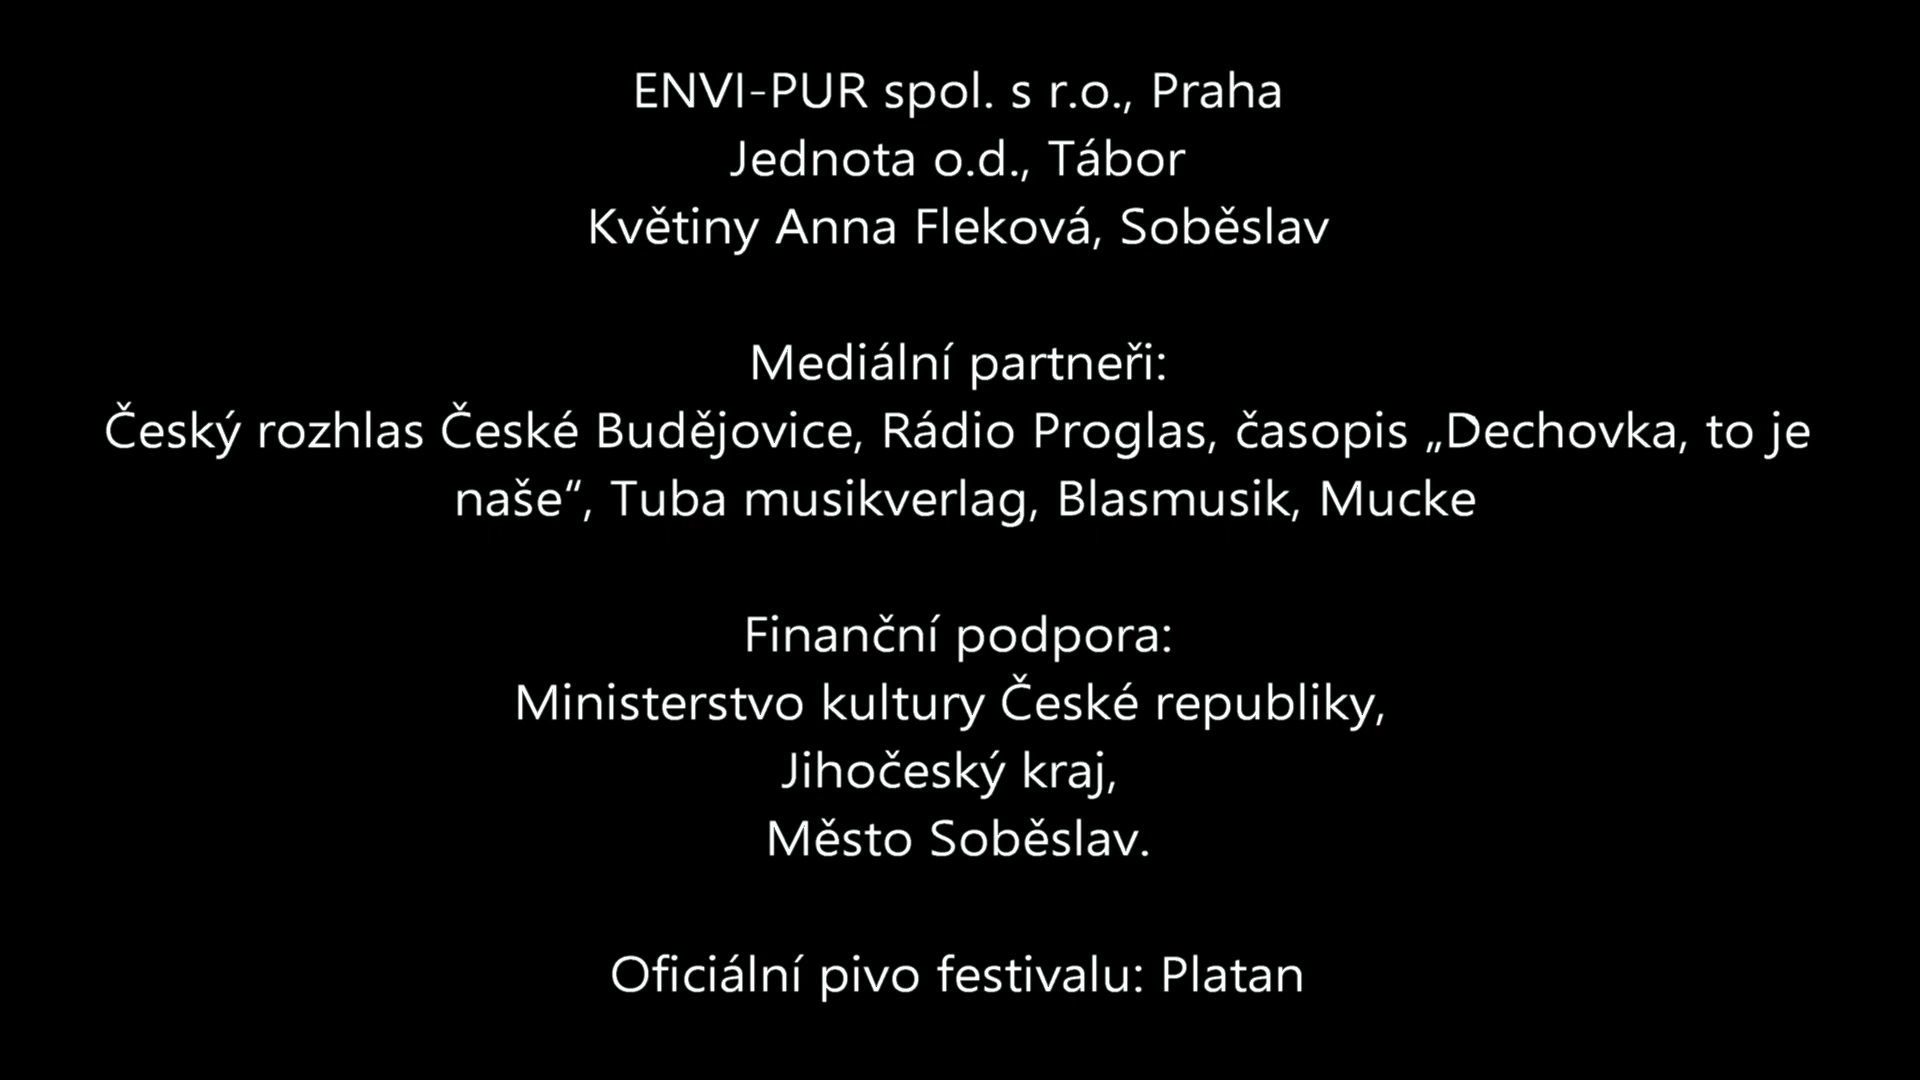 ENVI-PUR spol. s r.o., Praha
Jednota o.d., Tábor
Květiny Anna Fleková, Soběslav
Mediální partneři:
Český rozhlas České Budějovice, Rádio Proglas, časopis „Dechovka, to je
naše“, Tuba musikverlag, Blasmusik, Mucke
Finanční podpora:
Ministerstvo kultury České republiky,
Jihočeský kraj,
Město Soběslav.
Oficiální pivo festivalu: Platan